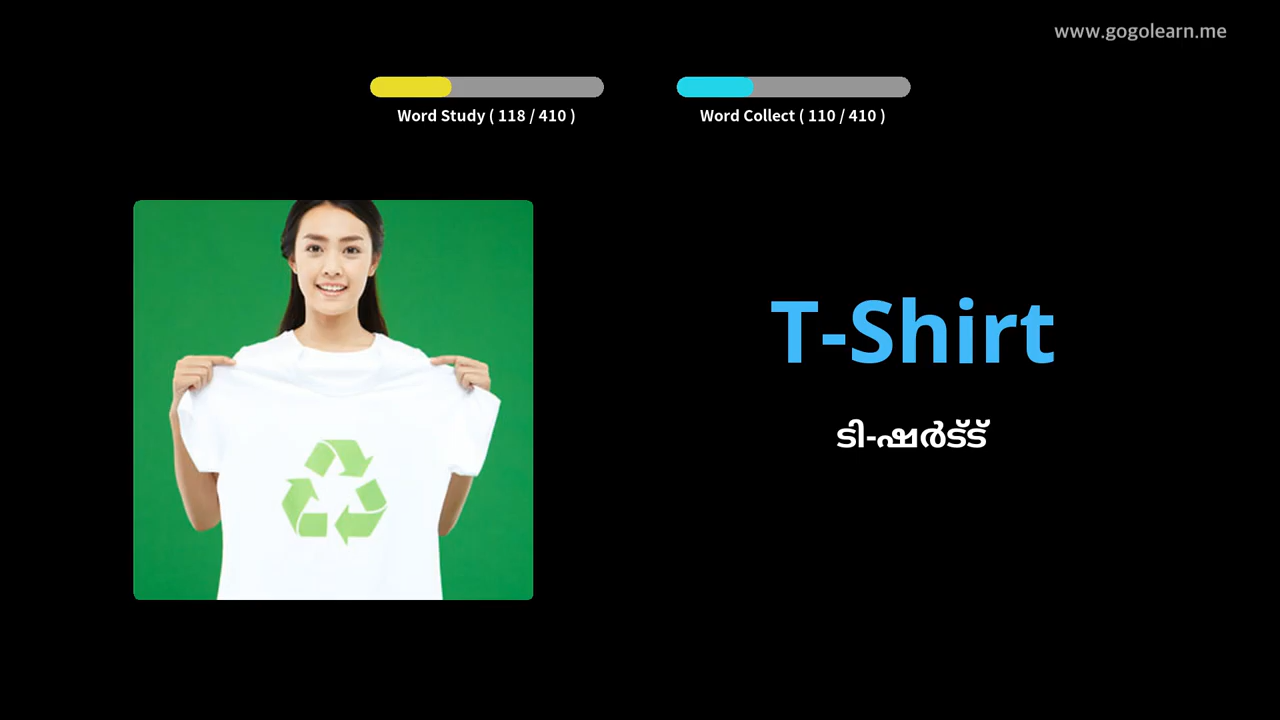 www.gogolearn.me
Word Study ( 118 / 410 )
Word Collect ( 110 / 410 )
T-Shirt
ടി-ഷർട്ട്